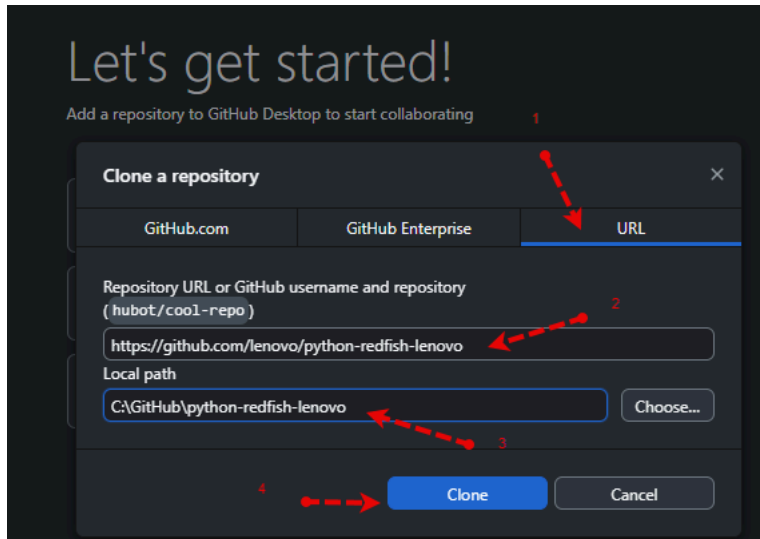 Let's get started!
Add a repository to GitHub Desktop to start collaborating
1
Clone a repository
×
GitHub.com
GitHub Enterprise
URL
Repository URL or GitHub username and repository
(hubot/cool-repo)
2
https://github.com/lenovo/python-redfish-lenovo
Local path
C:\GitHub\python-redfish-lenovo
Choose...
3
4
Clone
Cancel